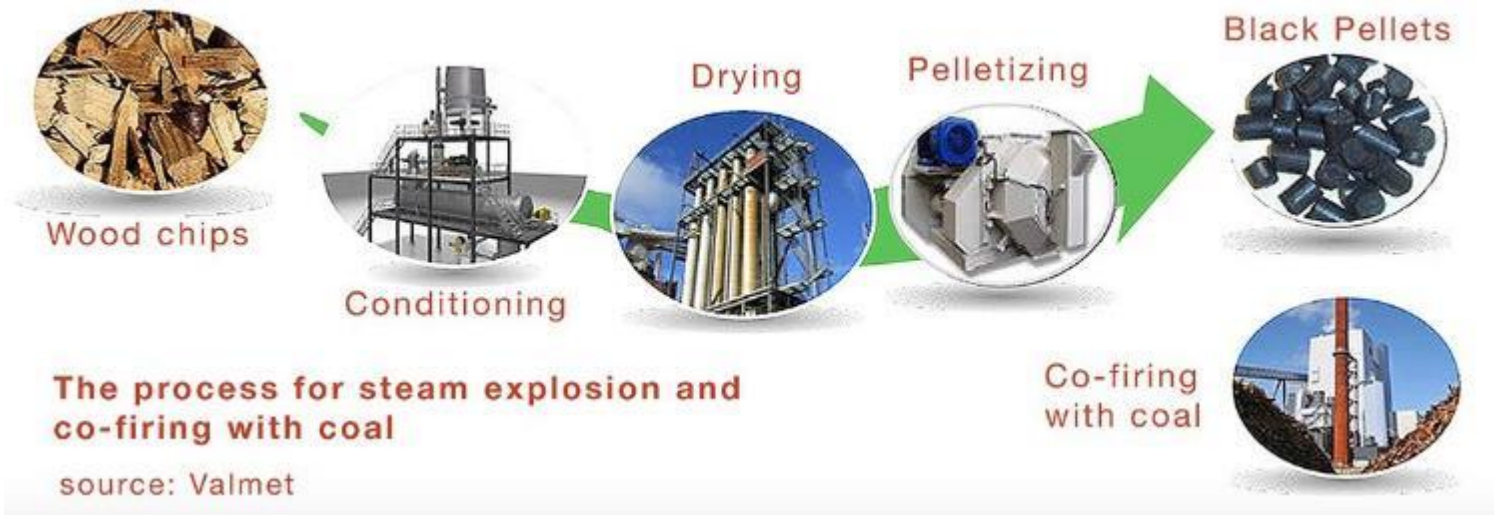 Wood chips
Conditioning
Drying
Pelletizing
Black Pellets
Co-firing
with coal
The process for steam explosion and
co-firing with coal
source: Valmet